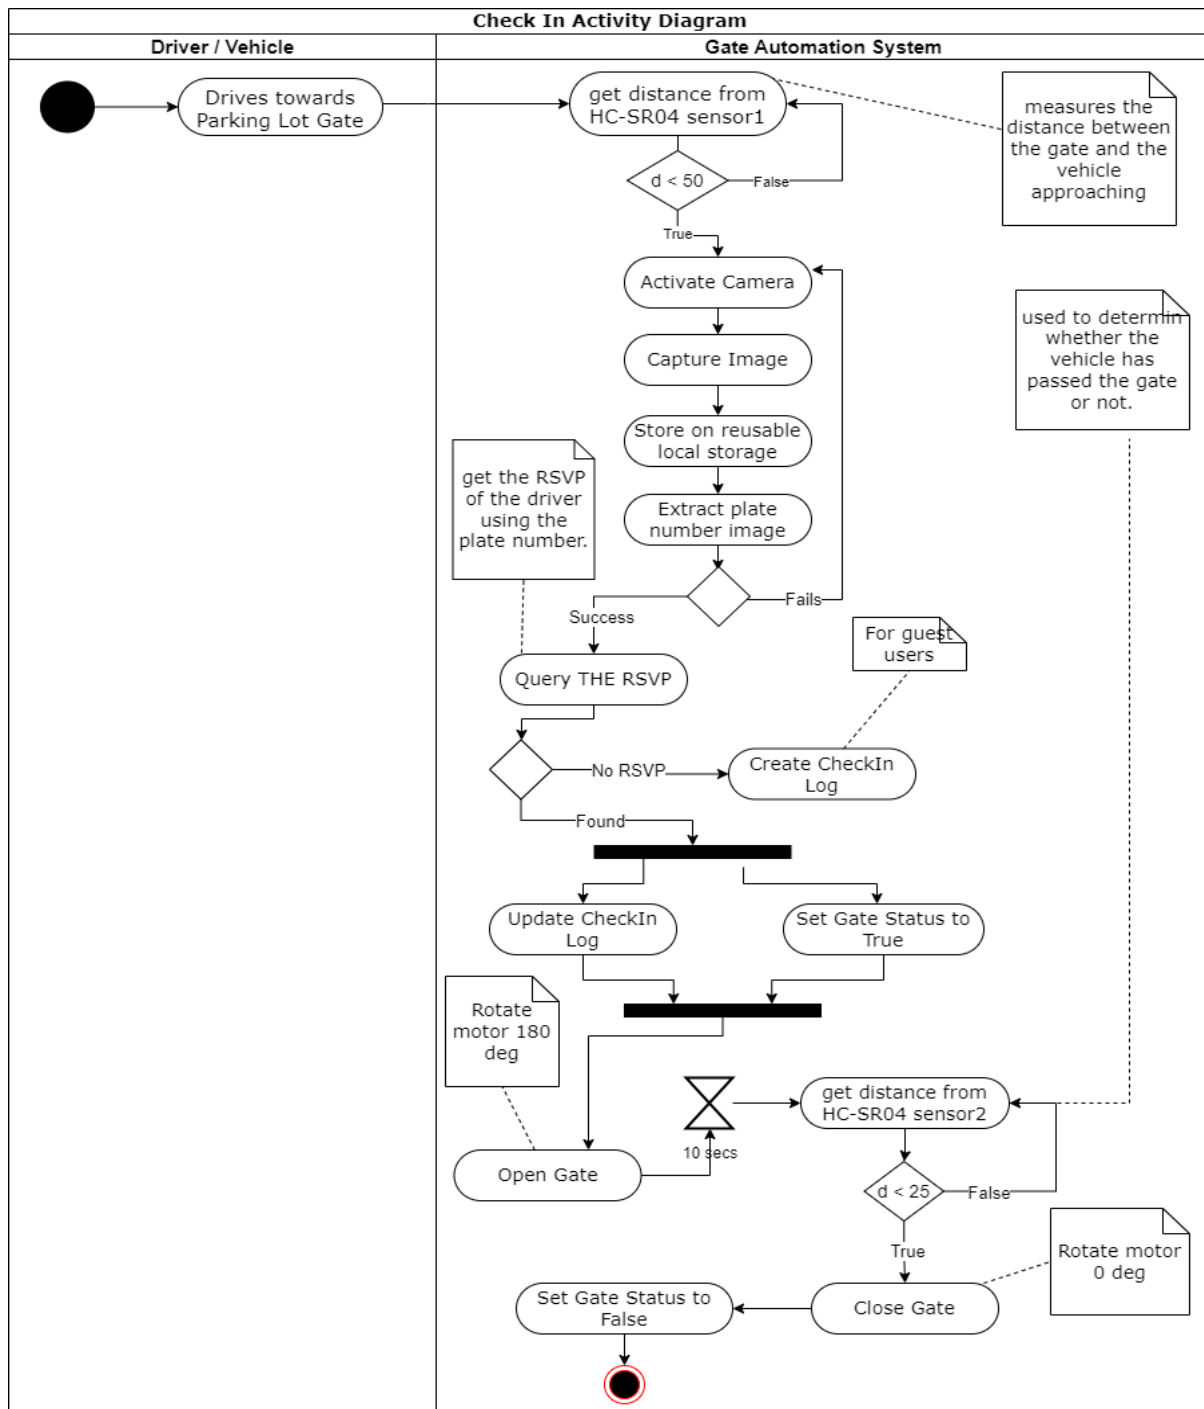 Check In Activity Diagram
Driver / Vehicle
Gate Automation System
Drives towards
Parking Lot Gate
get distance from
HC-SR04 sensor1
measures the
distance between
the gate and the
vehicle
approaching
d < 50
False
True
Activate Camera
used to determin
whether the
vehicle has
passed the gate
or not.
Capture Image
Store on reusable
local storage
get the RSVP
of the driver
using the
plate number.
Extract plate
number image
Fails
Success
For guest
users
Query THE RSVP
No RSVP
Create CheckIn
Log
Found
Update CheckIn
Log
Set Gate Status to
True
Rotate
motor 180
deg
get distance from
HC-SR04 sensor2
10 secs
Open Gate
d < 25
False
True
Rotate motor
0 deg
Set Gate Status to
False
Close Gate